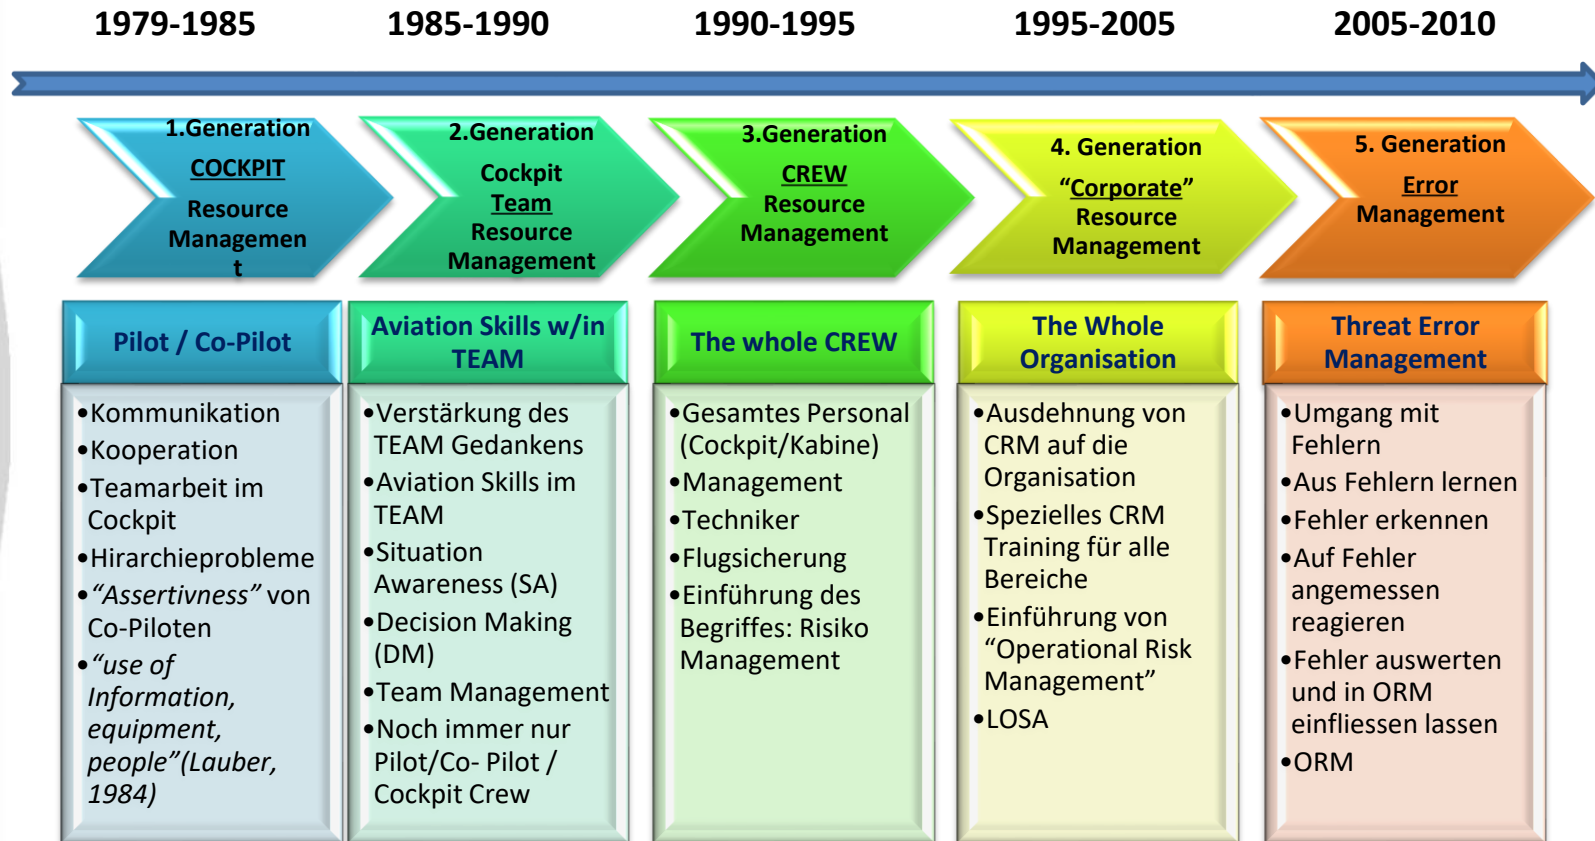 1979-1985
1985-1990
1990-1995
1995-2005
2005-2010
1.Generation
COCKPIT
Resource
Managemen
t
2.Generation
Cockpit
Team
Resource
Management
3.Generation
CREW
Resource
Management
4. Generation
“Corporate”
Resource
Management
5. Generation
Error
Management
Pilot / Co-Pilot
•Kommunikation
•Kooperation
•Teamarbeit im
Cockpit
•Hirarchieprobleme
•“Assertivness” von
Co-Piloten
•“use of
Information,
equipment,
people”(Lauber,
1984)
Aviation Skills w/in
TEAM
•Verstärkung des
TEAM Gedankens
•Aviation Skills im
TEAM
•Situation
Awareness (SA)
•Decision Making
(DM)
•Team Management
•Noch immer nur
Pilot/Co- Pilot /
Cockpit Crew
The whole CREW
•Gesamtes Personal
(Cockpit/Kabine)
•Management
•Techniker
•Flugsicherung
•Einführung des
Begriffes: Risiko
Management
The Whole
Organisation
•Ausdehnung von
CRM auf die
Organisation
•Spezielles CRM
Training für alle
Bereiche
•Einführung von
“Operational Risk
Management”
•LOSA
Threat Error
Management
•Umgang mit
Fehlern
•Aus Fehlern lernen
•Fehler erkennen
•Auf Fehler
angemessen
reagieren
•Fehler auswerten
und in ORM
einfliessen lassen
•ORM